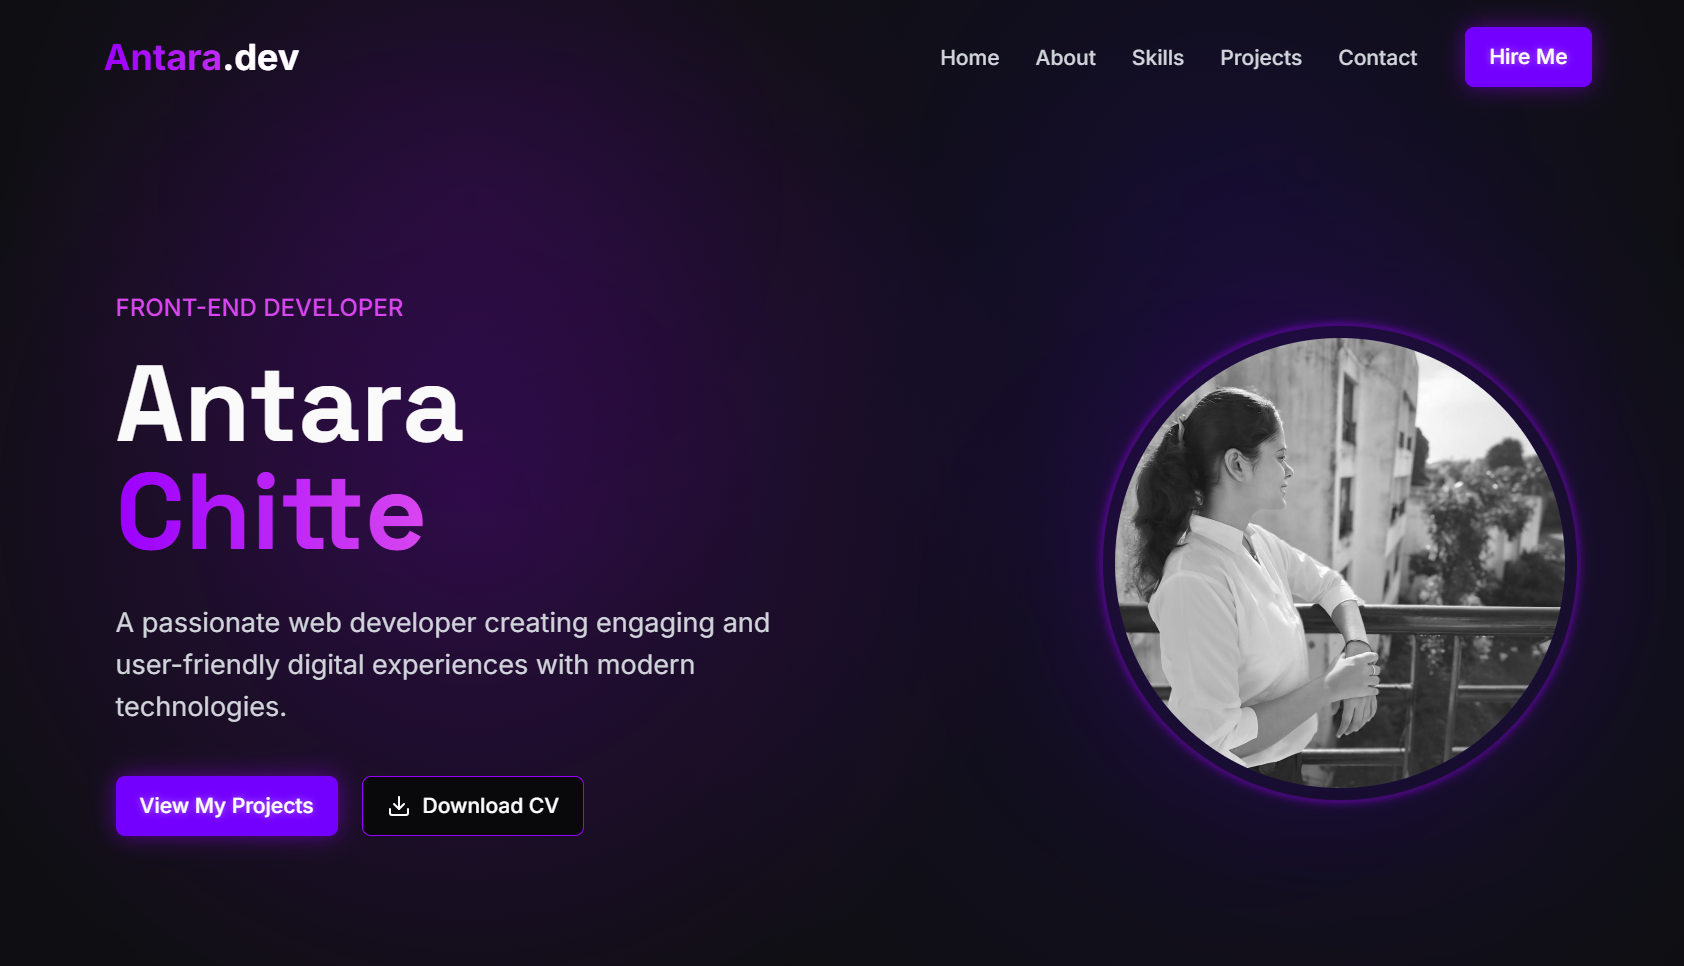 Antara.dev
Home About Skills Projects Contact Hire Me
FRONT-END DEVELOPER
Antara
Chitte
A passionate web developer creating engaging and
user-friendly digital experiences with modern
technologies.
View My Projects Download CV